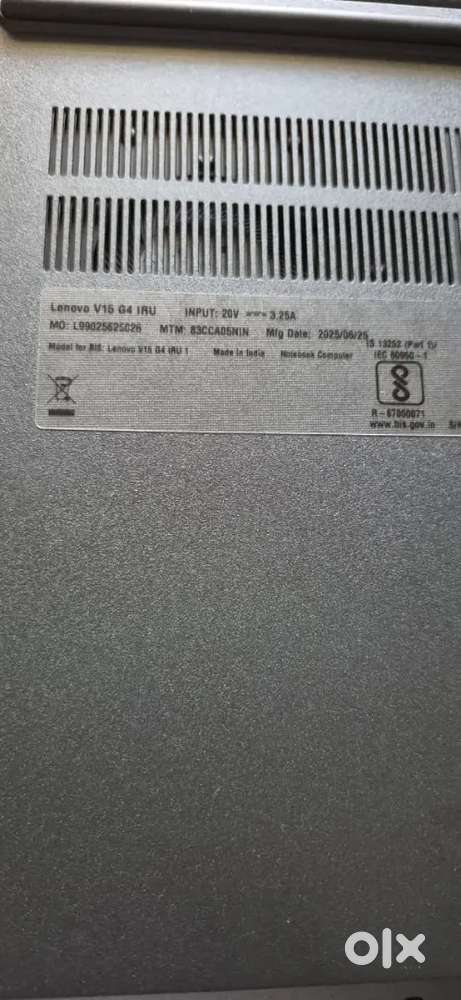 Lenovo V15 G4 IRU INPUT: 20V 3.25A
MO: L99025625026 MTM: 83CCA05NIN Mfg Date: 2025/06/25
Model for BIS: Lenovo V15 G4 IRU 1 Made in India Notebook Computer
IS 13252 (Part 1)/
IEC 60950-1
www.bis.gov.in
olx